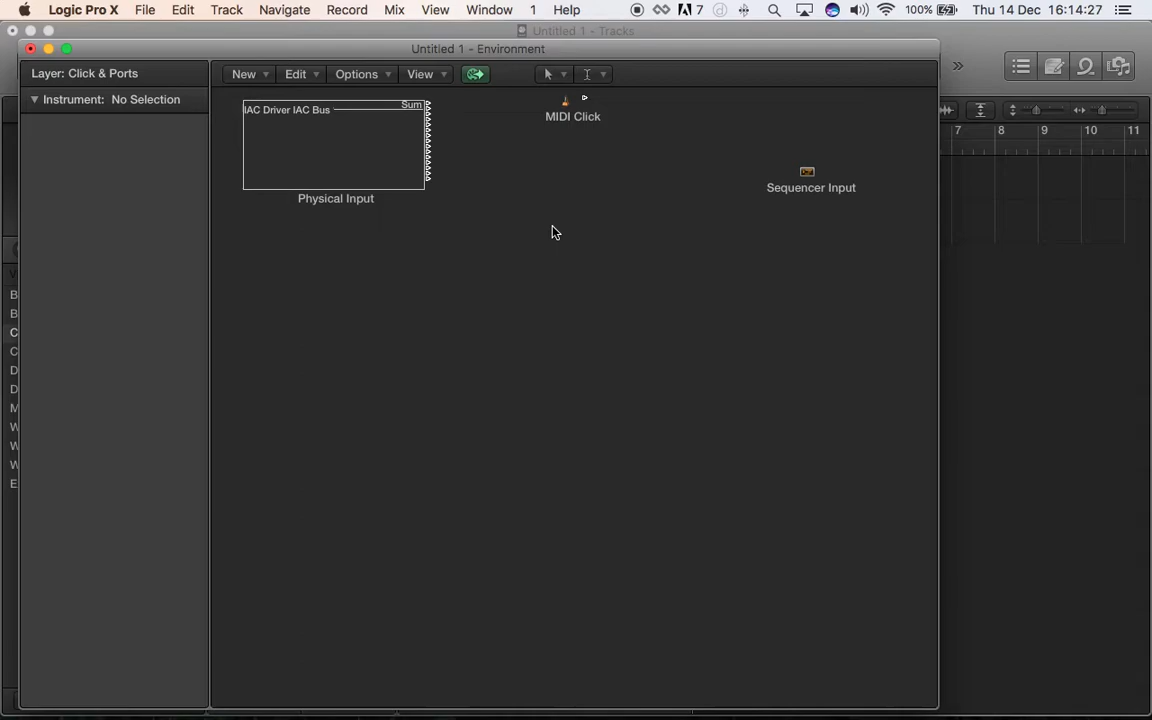 Logic Pro X File Edit Track Navigate Record Mix View Window 1 Help 7 100% Thu 14 Dec 16:14:27
Untitled 1 - Tracks
Untitled 1 - Environment
Layer: Click & Ports
New Edit Options View
Instrument: No Selection
IAC Driver IAC Bus
Sum
Physical Input
MIDI Click
Sequencer Input
7 8 9 10 11
B
B
C
C
D
D
M
W
W
W
E